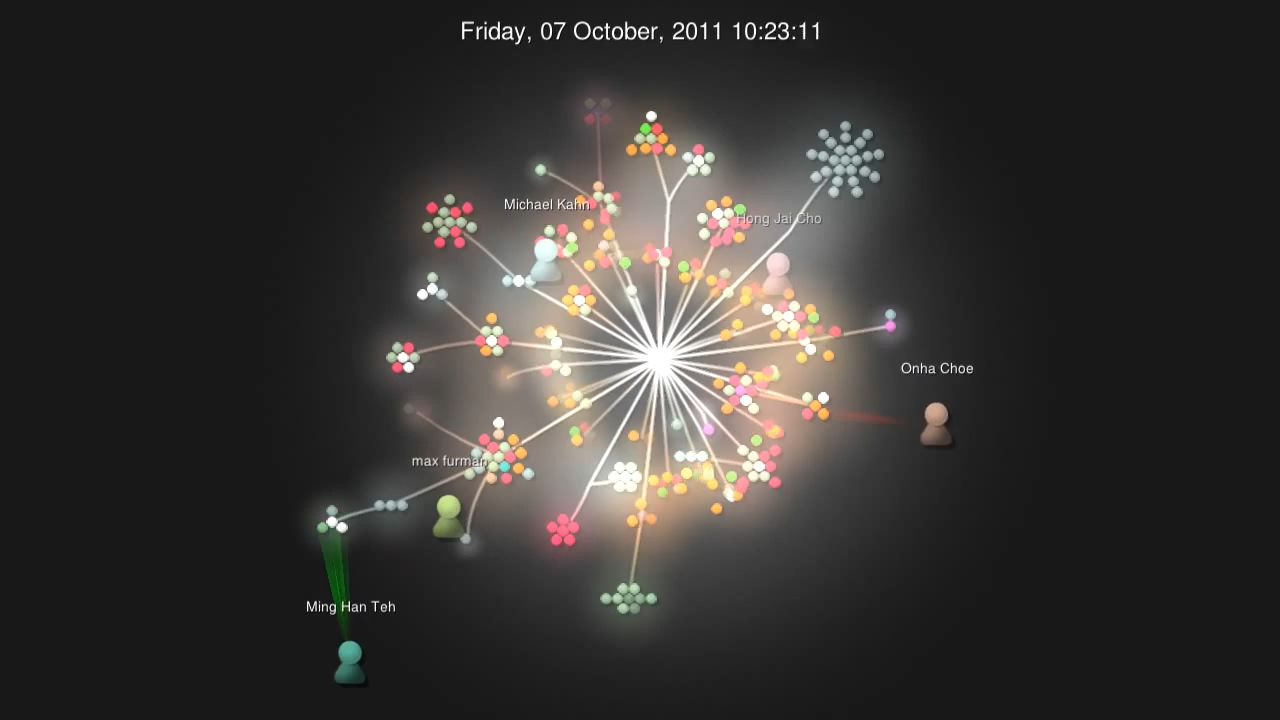 Friday, 07 October, 2011 10:23:11
Michael Kahn
Hong Jai Cho
Onha Choe
max furman
Ming Han Teh